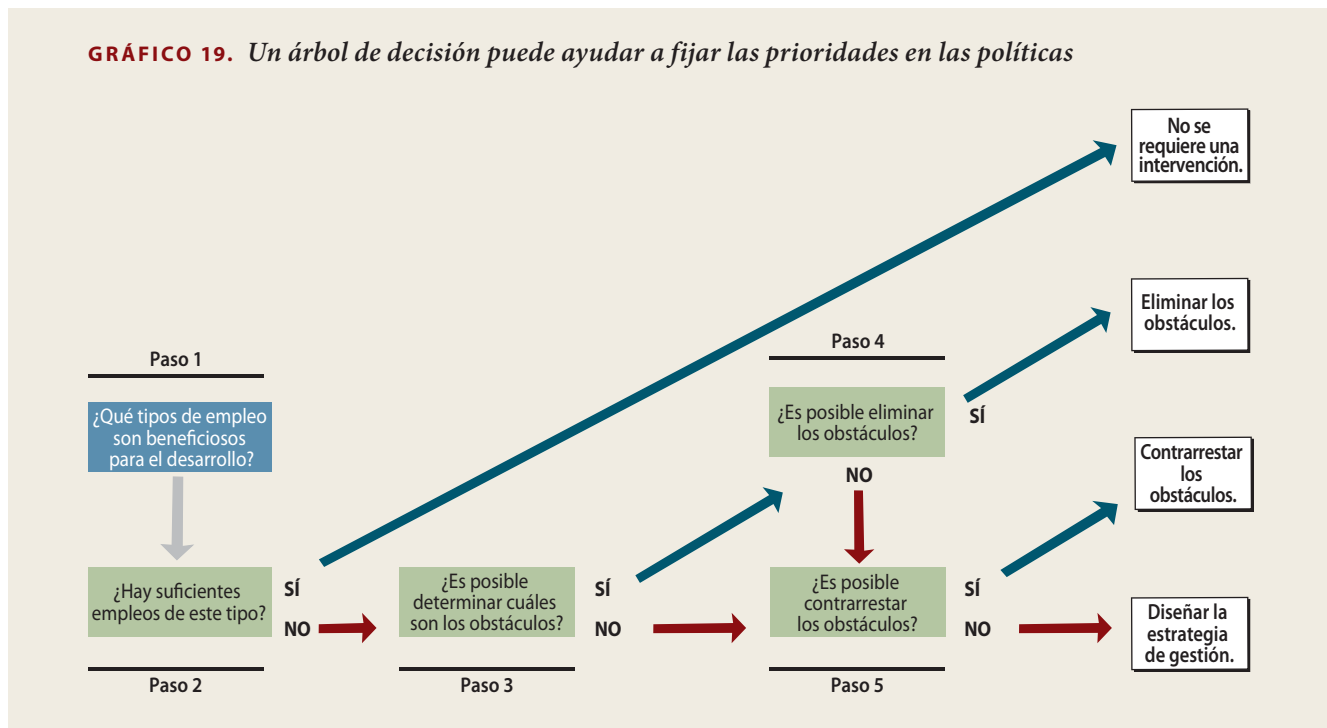 GRÁFICO 19. Un árbol de decisión puede ayudar a fijar las prioridades en las políticas
No se
requiere una
intervención.
Eliminar los
obstáculos.
Paso 1
¿Qué tipos de empleo
son beneficiosos
para el desarrollo?
Paso 4
¿Es posible eliminar
los obstáculos?
SÍ
NO
Contrarrestar
los
obstáculos.
¿Hay suficientes
empleos de este tipo?
SÍ
NO
Paso 2
¿Es posible
determinar cuáles
son los obstáculos?
SÍ
NO
Paso 3
¿Es posible
contrarrestar
los obstáculos?
SÍ
NO
Paso 5
Diseñar la
estrategia
de gestión.